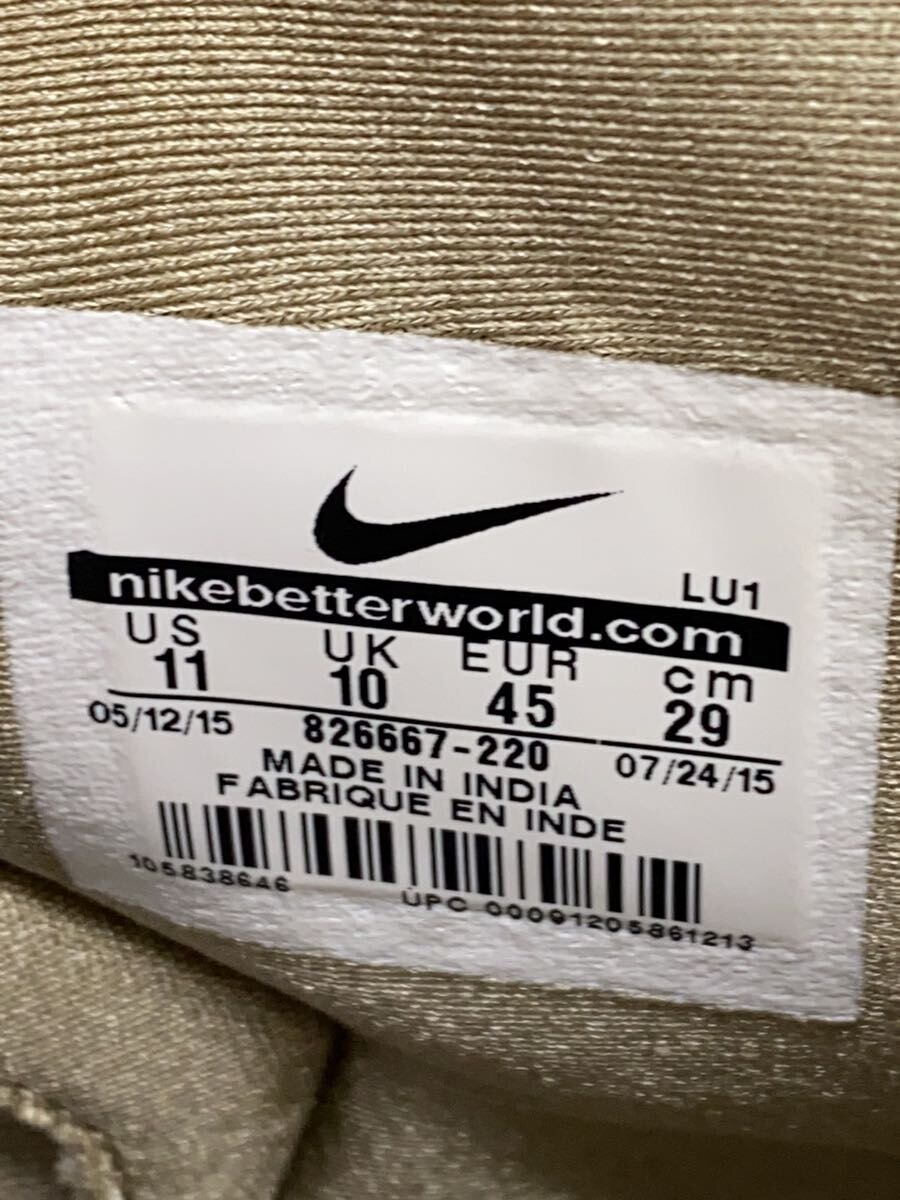 LU1
nikebetterworld.com
US UK EUR cm
11 10 45 29
05/12/15 826667-220 07/24/15
MADE IN INDIA
FABRIQUE EN INDE
105838646
UPC 00091205861213